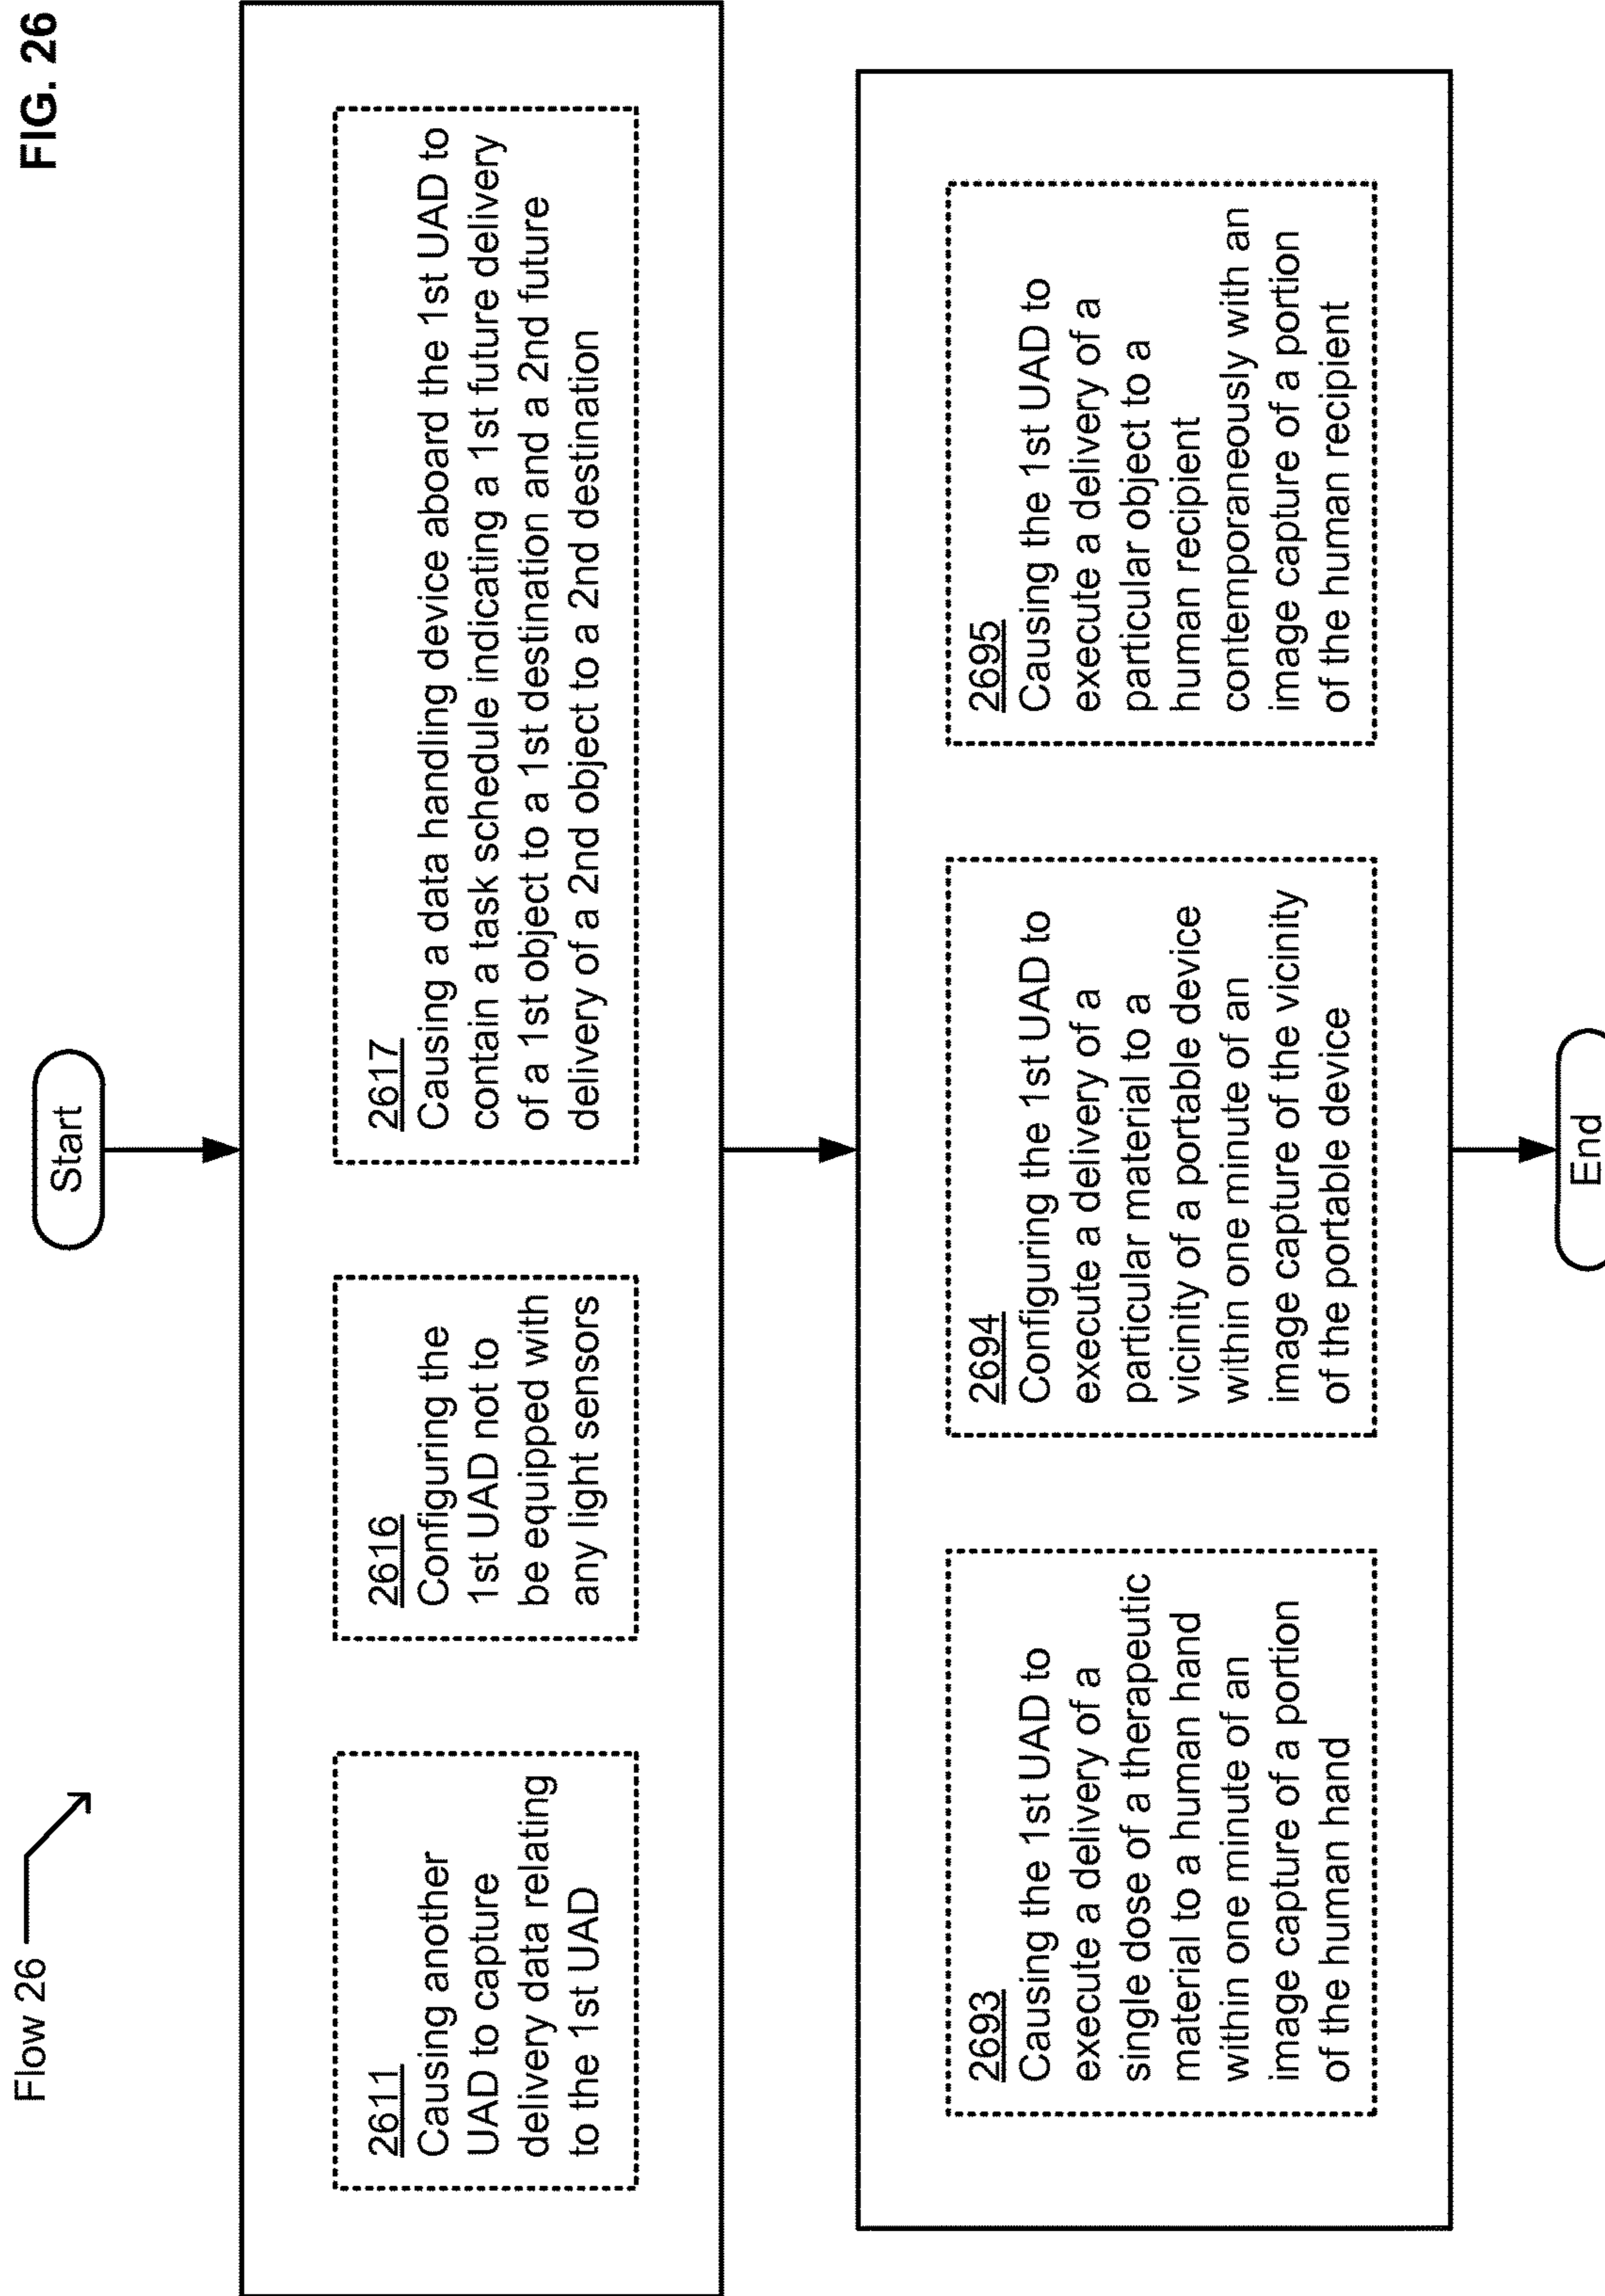 FIG. 26
Flow 26
Start
2611
Causing another
UAD to capture
delivery data relating
to the 1st UAD
2616
Configuring the
1st UAD not to
be equipped with
any light sensors
2617
Causing a data handling device aboard the 1st UAD to
contain a task schedule indicating a 1st future delivery
of a 1st object to a 1st destination and a 2nd future
delivery of a 2nd object to a 2nd destination
2693
Causing the 1st UAD to
execute a delivery of a
single dose of a therapeutic
material to a human hand
within one minute of an
image capture of a portion
of the human hand
2694
Configuring the 1st UAD to
execute a delivery of a
particular material to a
vicinity of a portable device
within one minute of an
image capture of the vicinity
of the portable device
2695
Causing the 1st UAD to
execute a delivery of a
particular object to a
human recipient
contemporaneously with an
image capture of a portion
of the human recipient
End